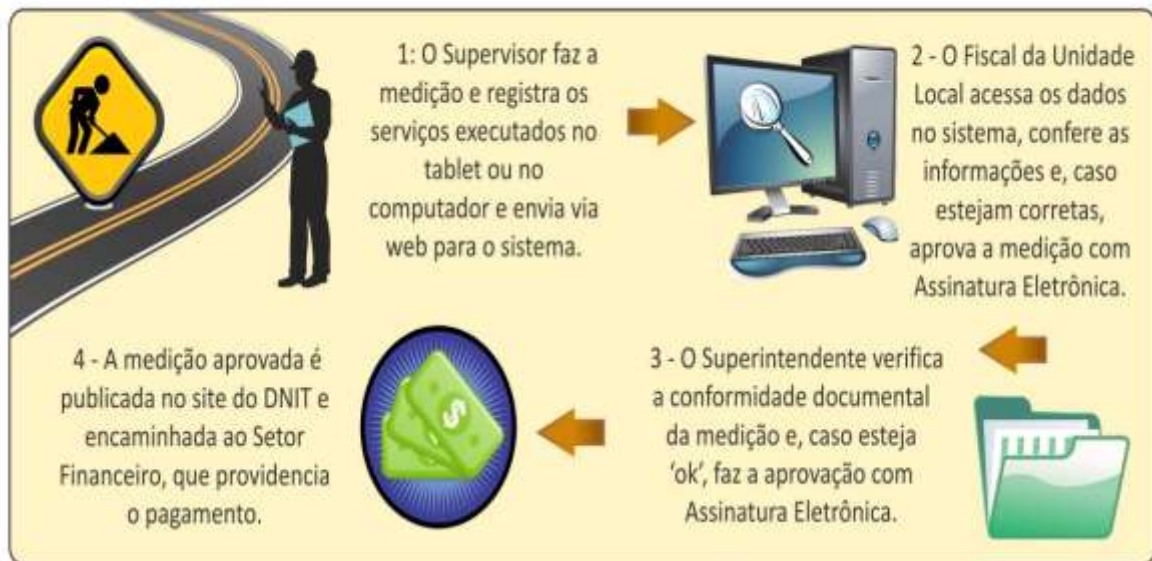 1: O Supervisor faz a
medição e registra os
serviços executados no
tablet ou no
computador e envia via
web para o sistema.
2 - O Fiscal da Unidade
Local acessa os dados
no sistema, confere as
informações e, caso
estejam corretas,
aprova a medição com
Assinatura Eletrônica.
3 - O Superintendente verifica
a conformidade documental
da medição e, caso esteja
'ok', faz a aprovação com
Assinatura Eletrônica.
4 - A medição aprovada é
publicada no site do DNIT e
encaminhada ao Setor
Financeiro, que providencia
o pagamento.
$